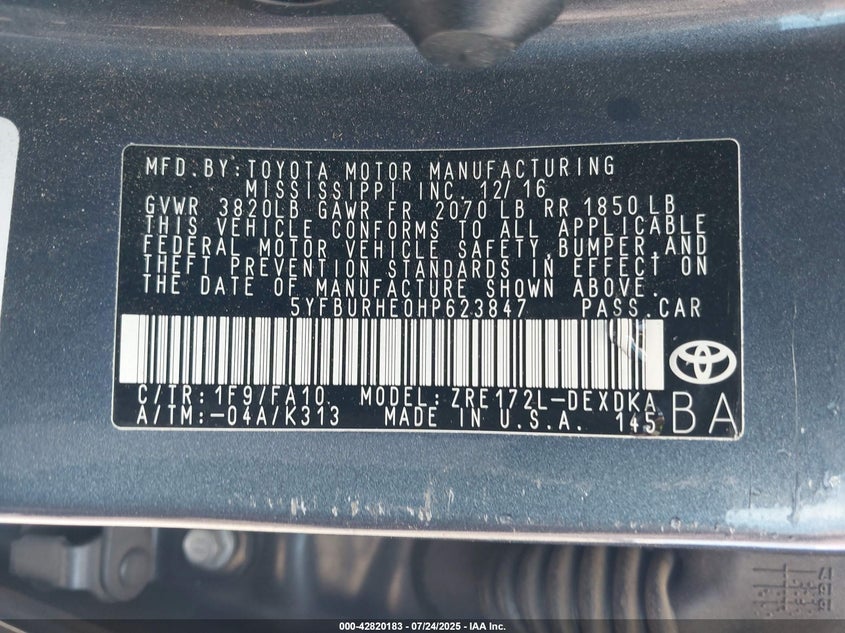 MFD. BY: TOYOTA MOTOR MANUFACTURING
MISSISSIPPI INC. 12/16
GVWR 3820LB GAWR FR 2070 LB RR 1850 LB
THIS VEHICLE CONFORMS TO ALL APPLICABLE
FEDERAL MOTOR VEHICLE SAFETY, BUMPER, AND
THEFT PREVENTION STANDARDS IN EFFECT ON
THE DATE OF MANUFACTURE SHOWN ABOVE.
5YFBURHE0HP623847 PASS. CAR
C/TR: 1F9/FA10 MODEL: ZRE172L-DEXDKA
A/TM: -04A/K313 MADE IN U.S.A. 145 BA
000-42820183 - 07/24/2025 - IAA Inc.